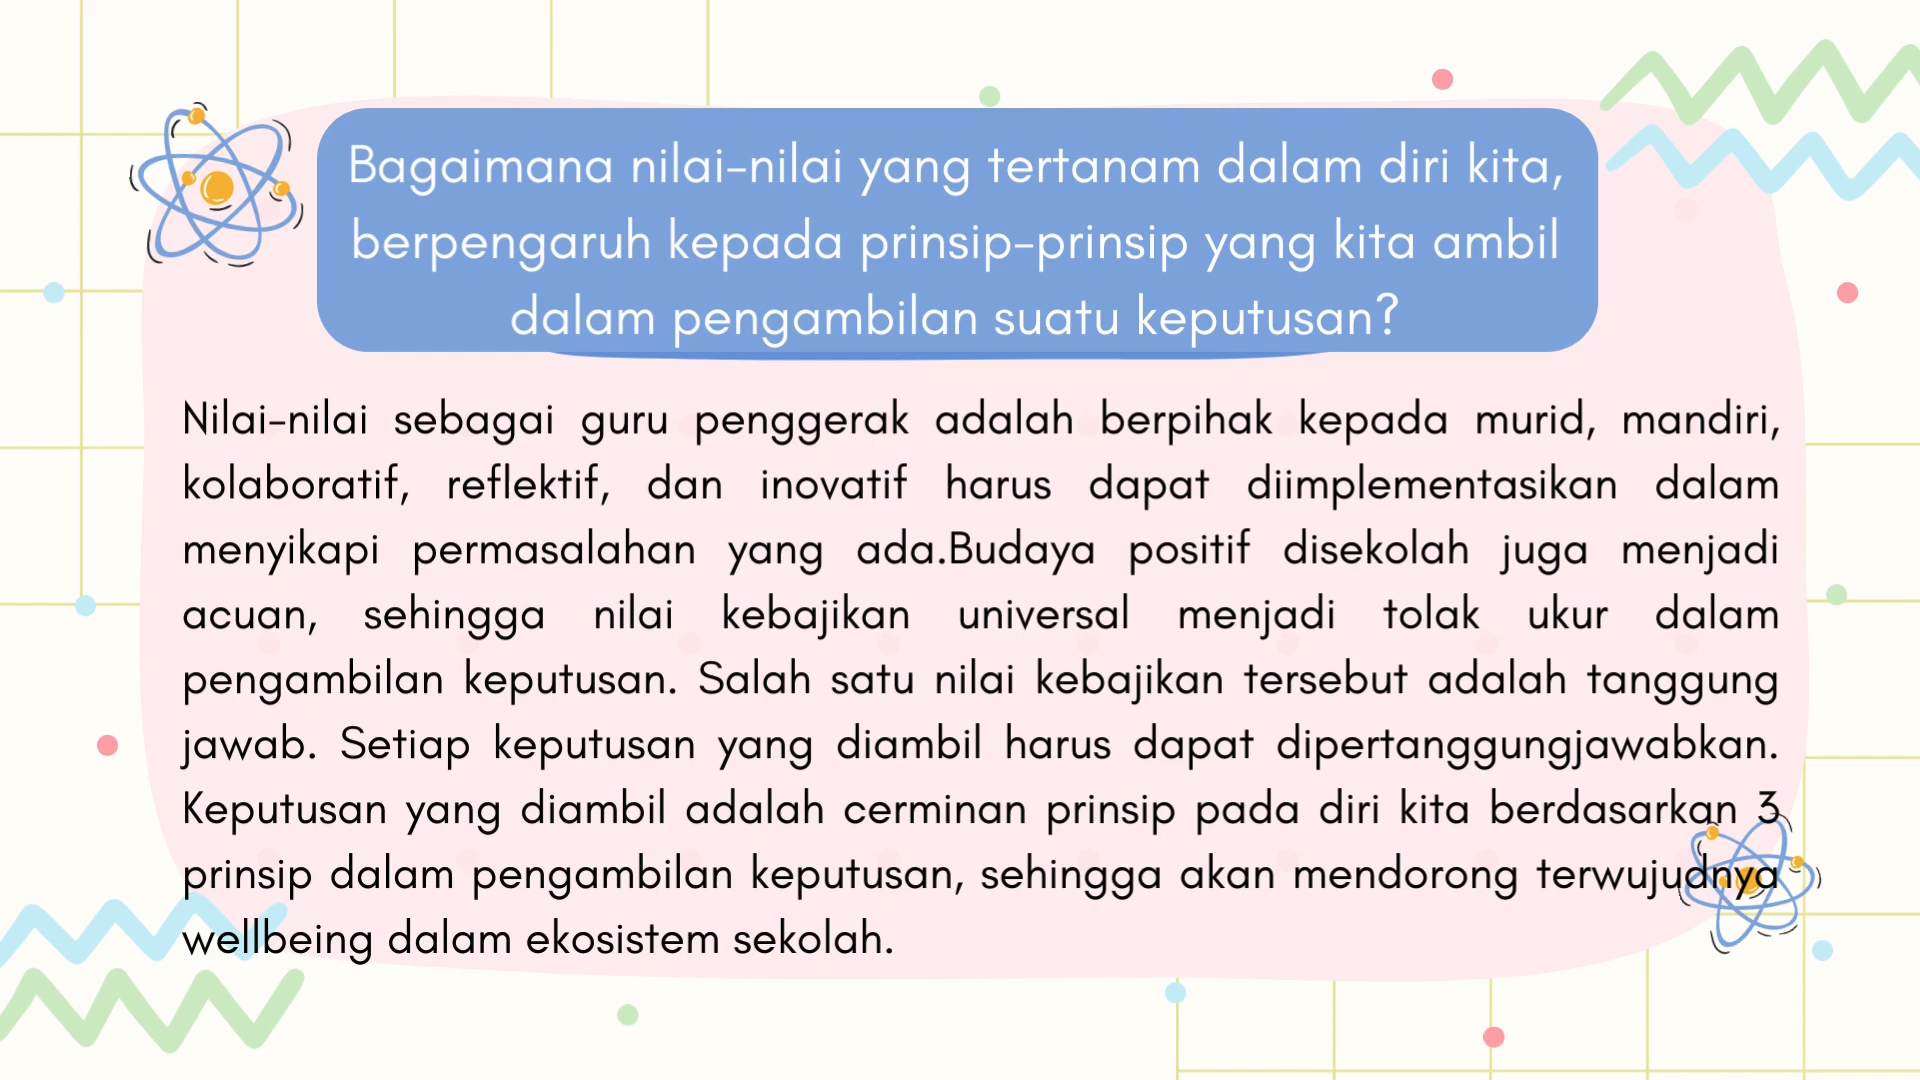 Bagaimana nilai-nilai yang tertanam dalam diri kita,
berpengaruh kepada prinsip-prinsip yang kita ambil
dalam pengambilan suatu keputusan?
Nilai-nilai sebagai guru penggerak adalah berpihak kepada murid, mandiri,
kolaboratif, reflektif, dan inovatif harus dapat diimplementasikan dalam
menyikapi permasalahan yang ada.Budaya positif disekolah juga menjadi
acuan, sehingga nilai kebajikan universal menjadi tolak ukur dalam
pengambilan keputusan. Salah satu nilai kebajikan tersebut adalah tanggung
jawab. Setiap keputusan yang diambil harus dapat dipertanggungjawabkan.
Keputusan yang diambil adalah cerminan prinsip pada diri kita berdasarkan 3
prinsip dalam pengambilan keputusan, sehingga akan mendorong terwujudnya
wellbeing dalam ekosistem sekolah.